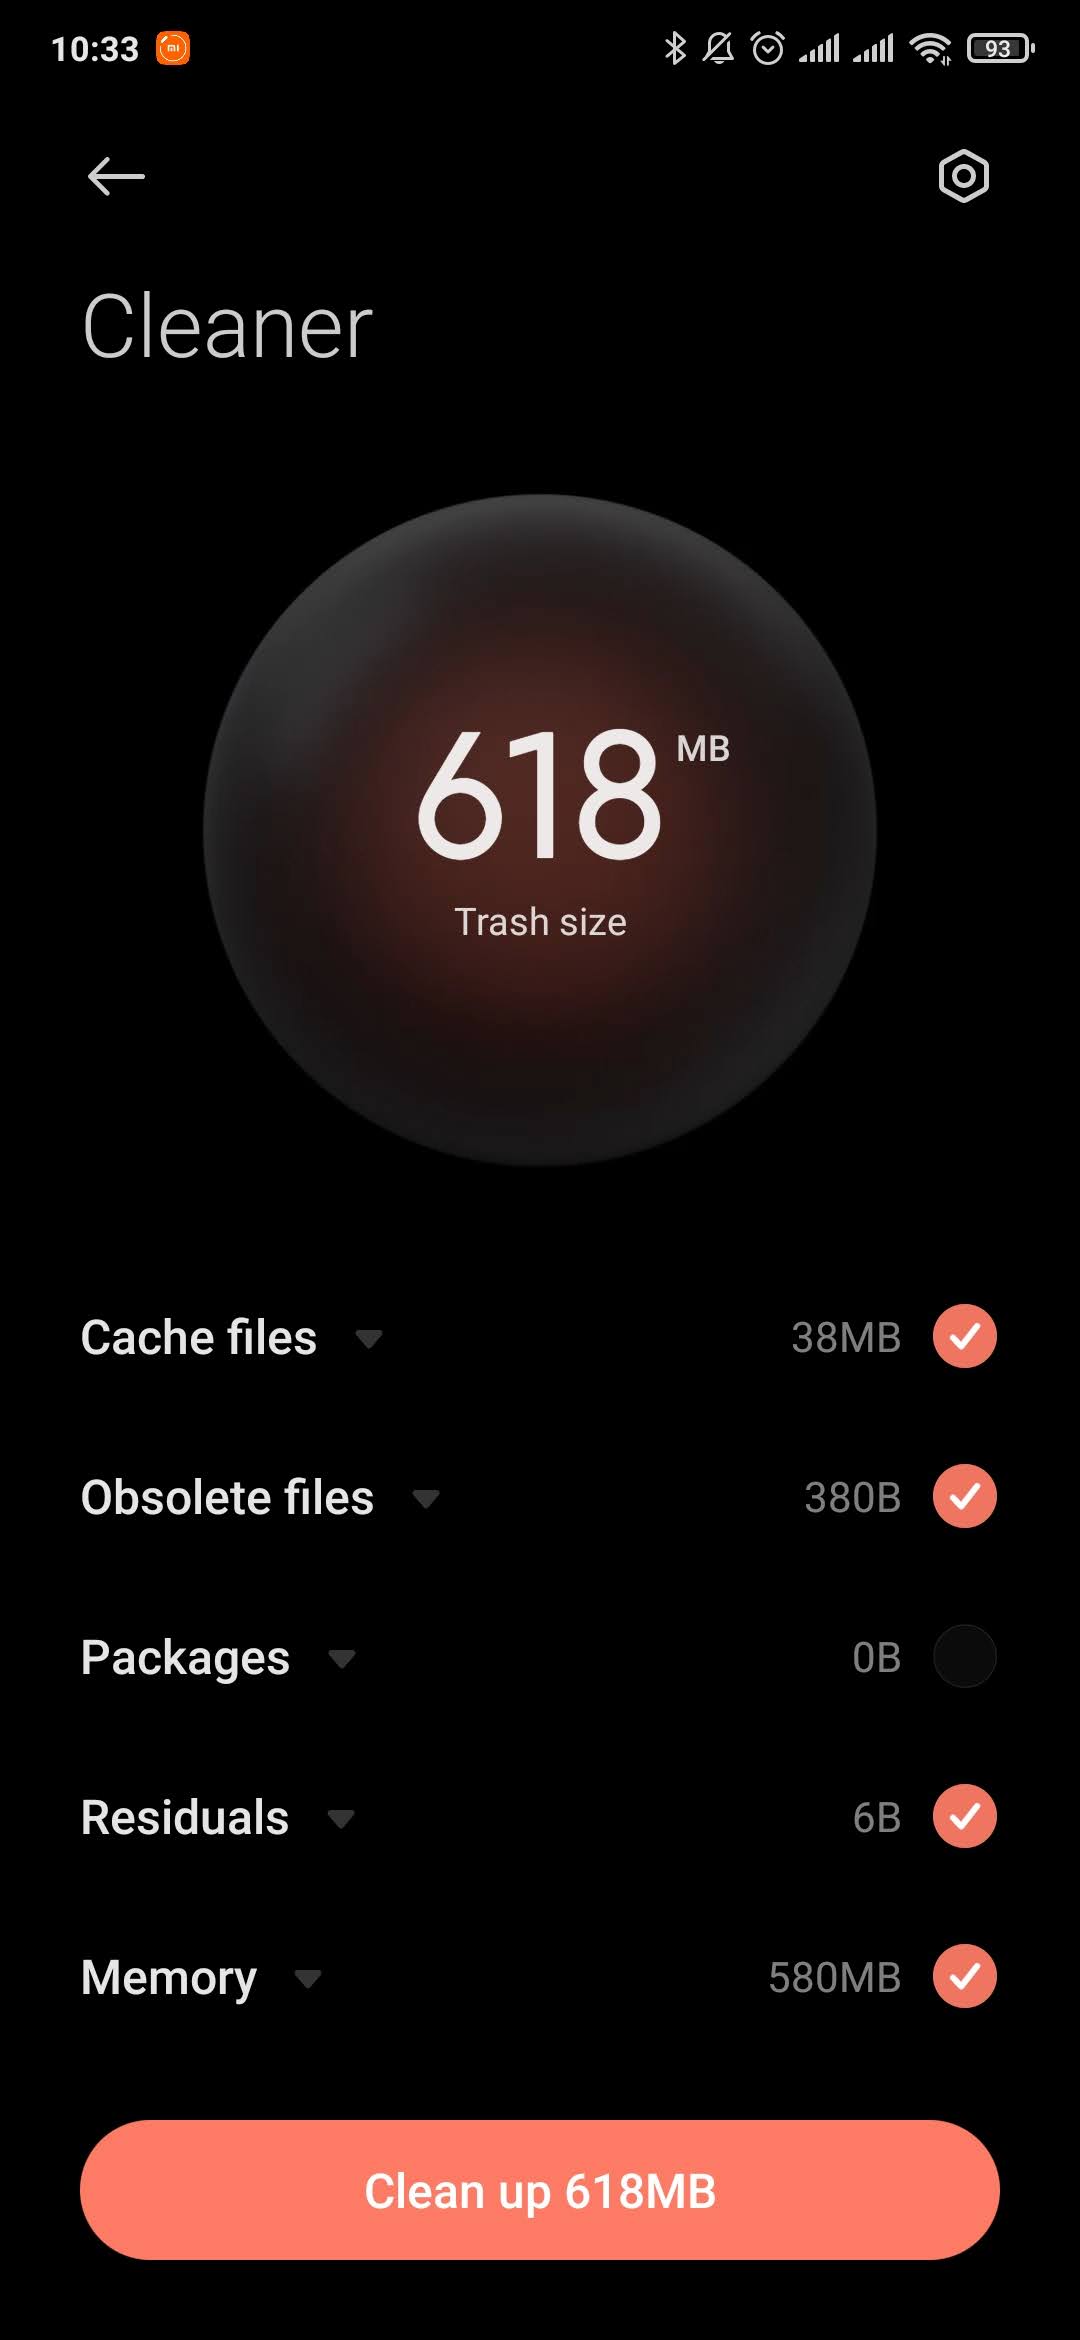 10:33
93
Cleaner
618 MB
Trash size
Cache files 38MB
Obsolete files 380B
Packages 0B
Residuals 6B
Memory 580MB
Clean up 618MB